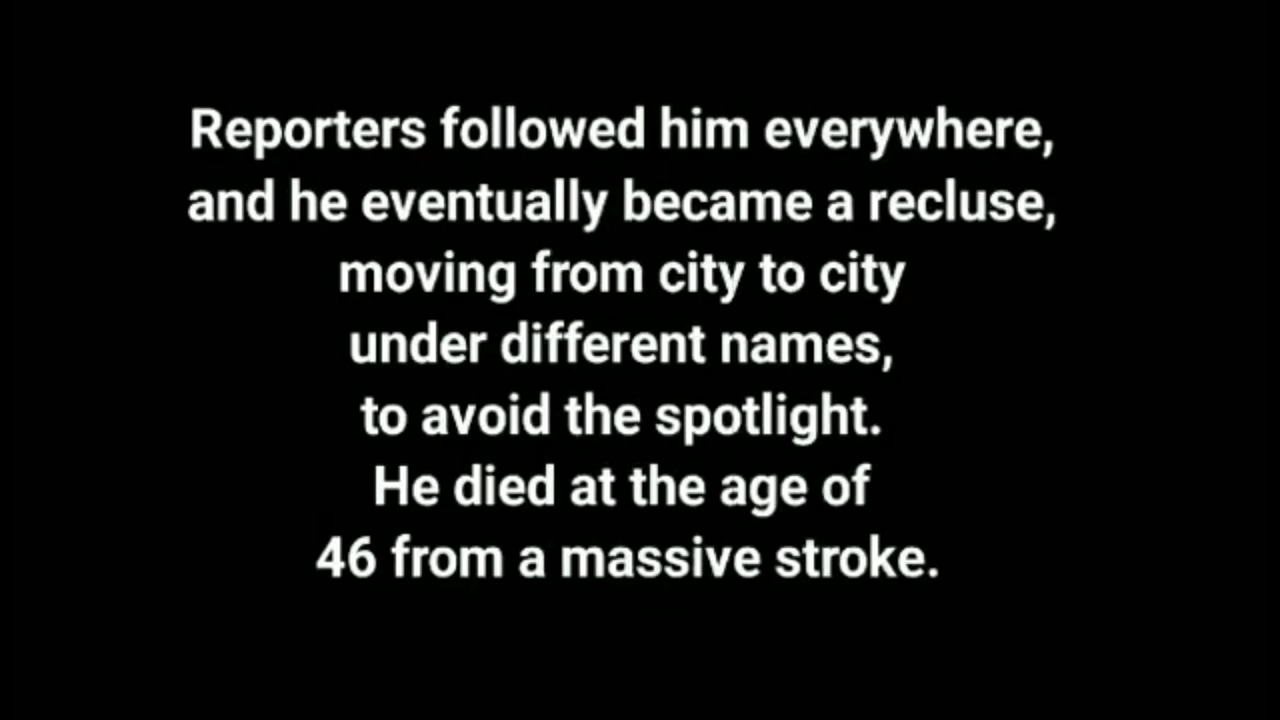 Reporters followed him everywhere,
and he eventually became a recluse,
moving from city to city
under different names,
to avoid the spotlight.
He died at the age of
46 from a massive stroke.